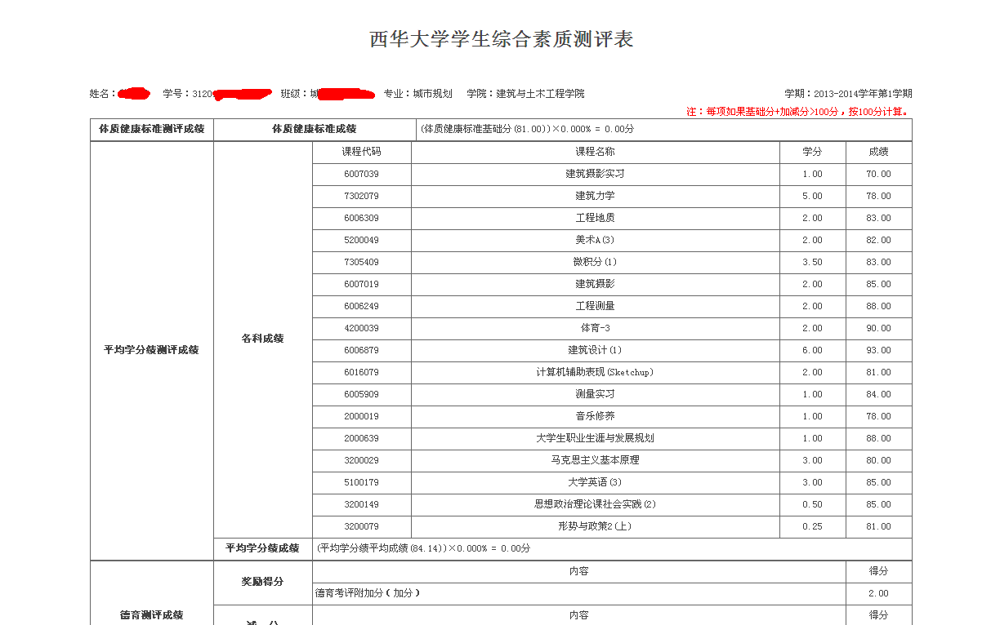 西华大学学生综合素质测评表
姓名： 学号：3120 班级：城 专业：城市规划 学院：建筑与土木工程学院 学期：2013-2014学年第1学期
注：每项如果基础分+加减分>100分，按100分计算。
体质健康标准测评成绩 体质健康标准成绩 (体质健康标准基础分(81.00))×0.000% = 0.00分
课程代码 课程名称 学分 成绩
6007039 建筑摄影实习 1.00 70.00
7302079 建筑力学 5.00 78.00
6006309 工程地质 2.00 83.00
5200049 美术A(3) 2.00 82.00
7305409 微积分(1) 3.50 83.00
6007019 建筑摄影 2.00 85.00
6006249 工程测量 2.00 88.00
4200039 体育-3 2.00 90.00
平均学分绩测评成绩 各科成绩 6006879 建筑设计(1) 6.00 93.00
6016079 计算机辅助表现(Sketchup) 2.00 81.00
6005909 测量实习 1.00 84.00
2000019 音乐修养 1.00 78.00
2000639 大学生职业生涯与发展规划 1.00 88.00
3200029 马克思主义基本原理 3.00 80.00
5100179 大学英语(3) 3.00 85.00
3200149 思想政治理论课社会实践(2) 0.50 85.00
3200079 形势与政策2(上) 0.25 81.00
平均学分绩成绩 (平均学分绩平均成绩(84.14))×0.000% = 0.00分
奖励得分 内容 得分
德育考评附加分（加分） 2.00
德育测评成绩 内容 得分